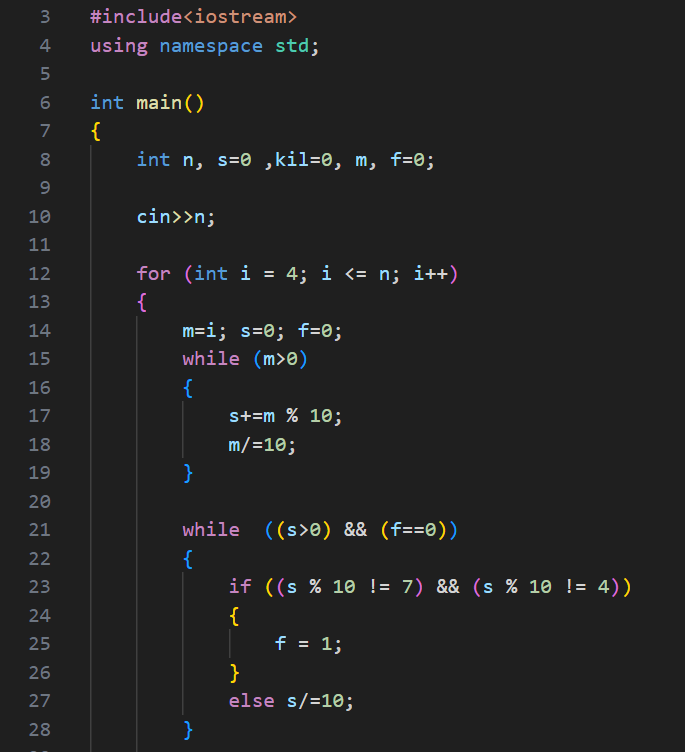 3 #include<iostream>
4 using namespace std;
5
6 int main()
7 {
8 int n, s=0 ,kil=0, m, f=0;
9
10 cin>>n;
11
12 for (int i = 4; i <= n; i++)
13 {
14 m=i; s=0; f=0;
15 while (m>0)
16 {
17 s+=m % 10;
18 m/=10;
19 }
20
21 while  ((s>0) && (f==0))
22 {
23 if ((s % 10 != 7) && (s % 10 != 4))
24 {
25 f = 1;
26 }
27 else s/=10;
28 }